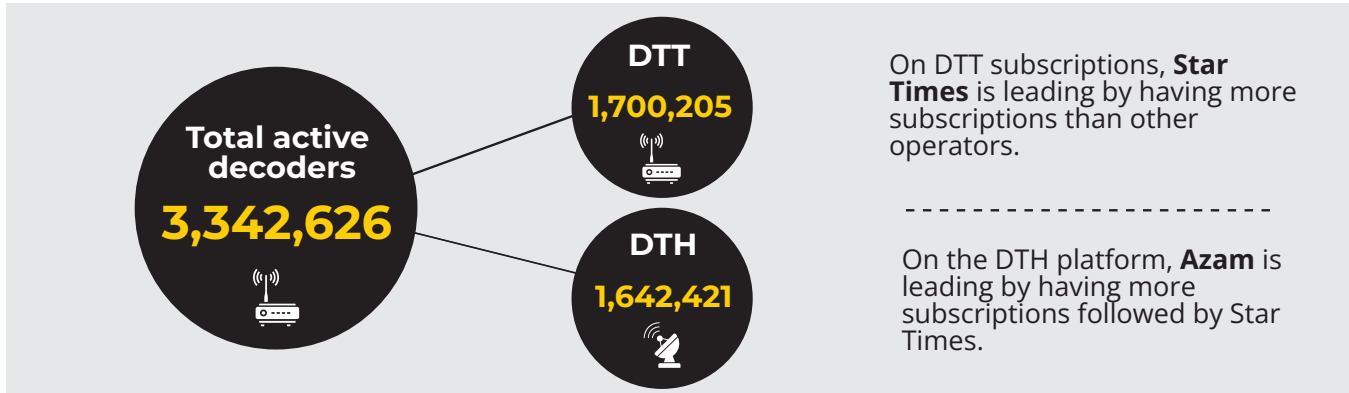 Total active
decoders
3,342,626
DTT
1,700,205
DTH
1,642,421
On DTT subscriptions, Star
Times is leading by having more
subscriptions than other
operators.
On the DTH platform, Azam is
leading by having more
subscriptions followed by Star
Times.